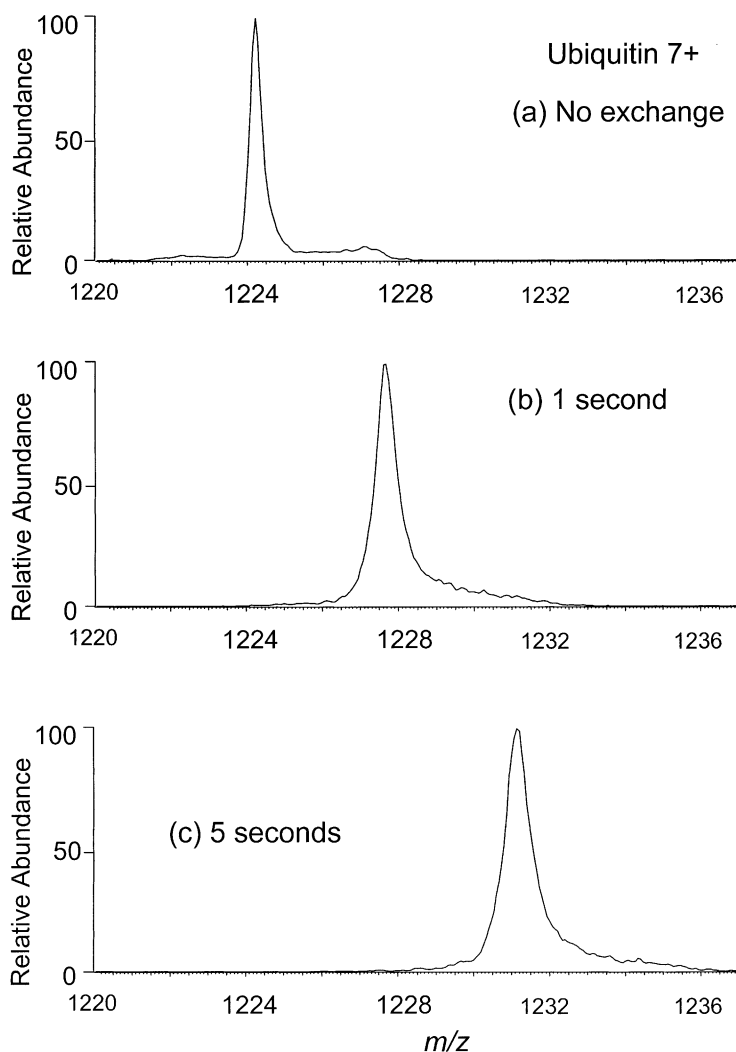 100
Ubiquitin 7+
(a) No exchange
50
Relative Abundance
0
1220 1224 1228 1232 1236
100
(b) 1 second
50
Relative Abundance
0
1220 1224 1228 1232 1236
100
(c) 5 seconds
50
Relative Abundance
0
1220 1224 1228 1232 1236
m/z